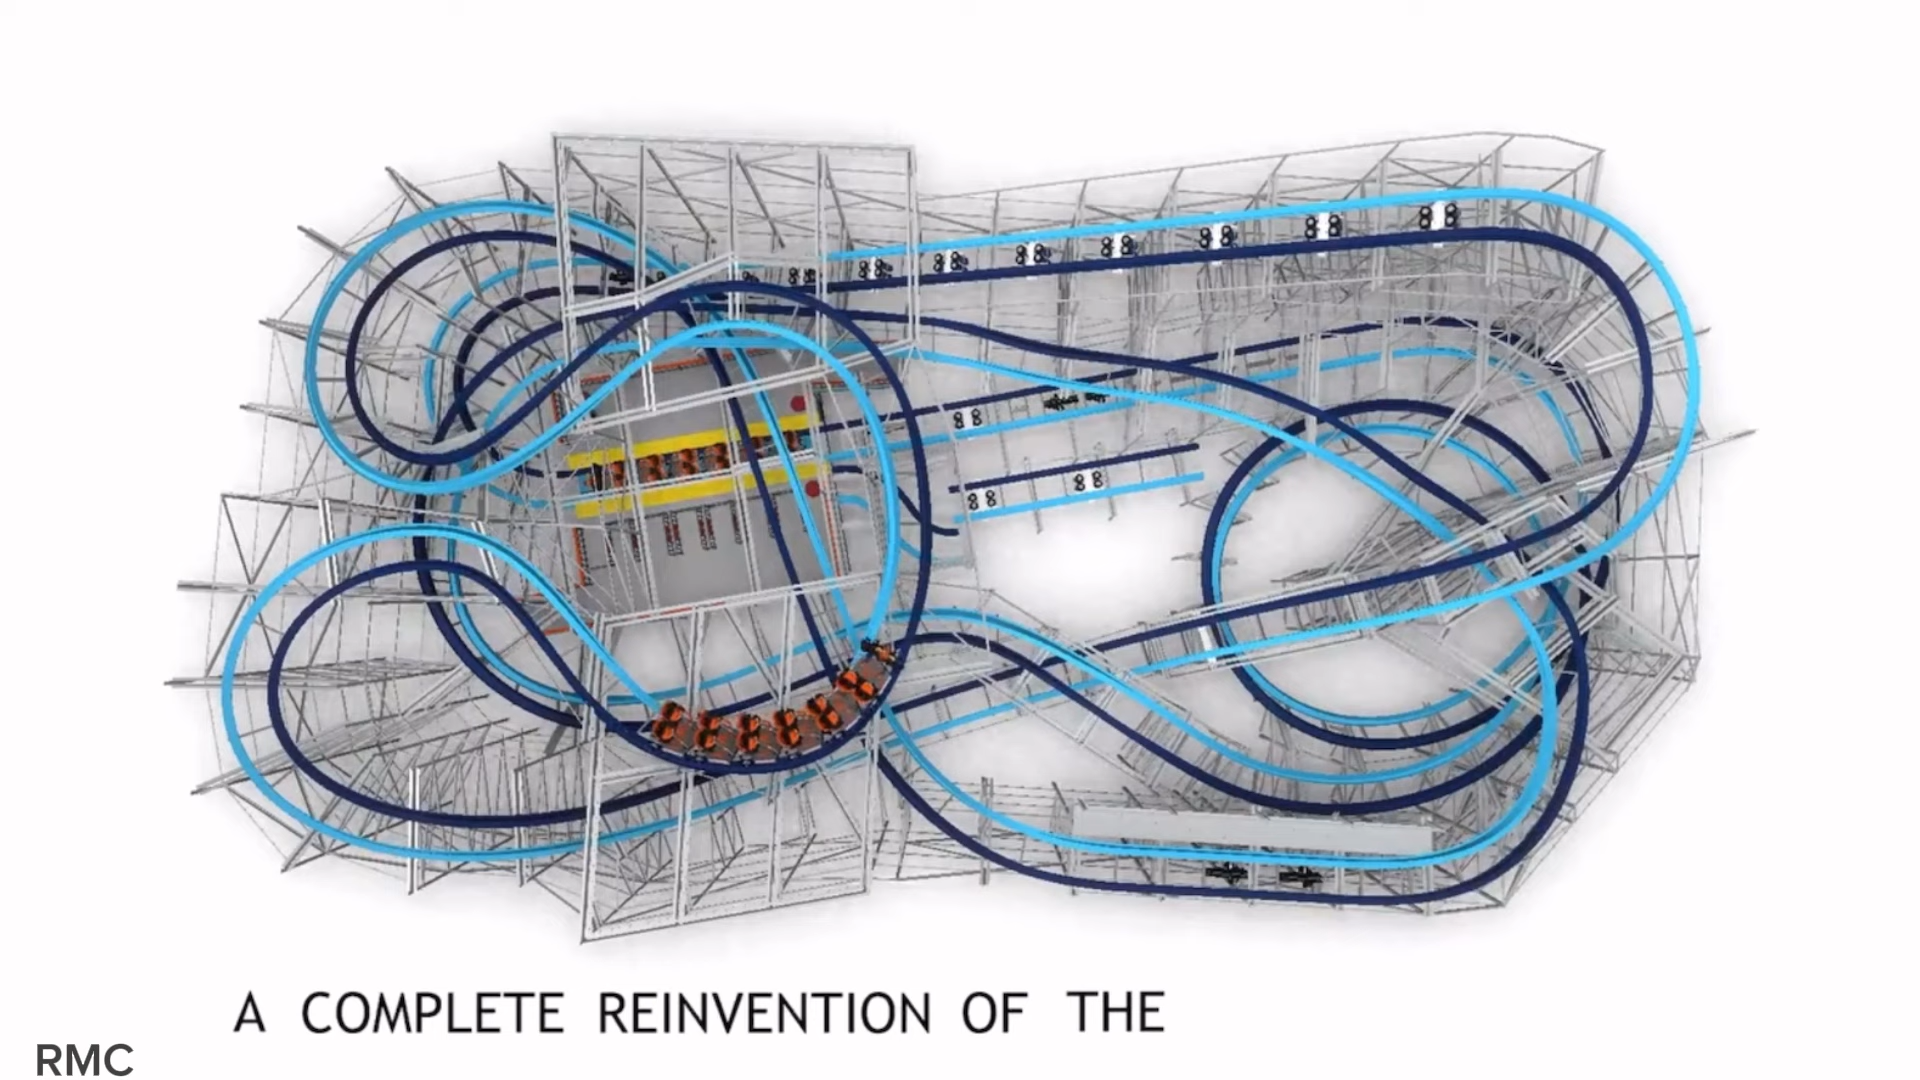 A COMPLETE REINVENTION OF THE
RMC